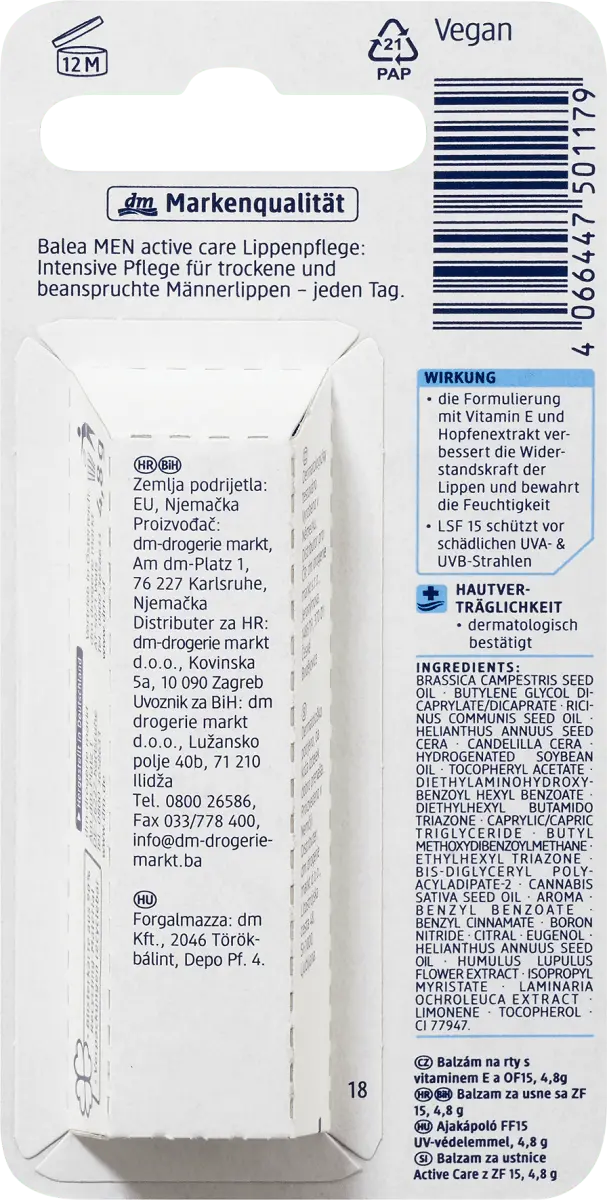 12 M
21
PAP
Vegan
4 066447 501179
dm Markenqualität
Balea MEN active care Lippenpflege:
Intensive Pflege für trockene und
beanspruchte Männerlippen – jeden Tag.
HR BiH
Zemlja podrijetla:
EU, Njemačka
Proizvođač:
dm-drogerie markt,
Am dm-Platz 1,
76 227 Karlsruhe,
Njemačka
Distributer za HR:
dm-drogerie markt
d.o.o., Kovinska
5a, 10 090 Zagreb
Uvoznik za BiH: dm
drogerie markt
d.o.o., Lužansko
polje 40b, 71 210
Ilidža
Tel. 0800 26586,
Fax 033/778 400,
info@dm-drogerie-
markt.ba
HU
Forgalmazza: dm
Kft., 2046 Török-
bálint, Depo Pf. 4.
4,8 g
Hergestellt in Deutschland
18
WIRKUNG
• die Formulierung
mit Vitamin E und
Hopfenextrakt ver-
bessert die Wider-
standskraft der
Lippen und bewahrt
die Feuchtigkeit
• LSF 15 schützt vor
schädlichen UVA- &
UVB-Strahlen
HAUTVER-
TRÄGLICHKEIT
• dermatologisch
bestätigt
INGREDIENTS:
BRASSICA CAMPESTRIS SEED
OIL · BUTYLENE GLYCOL DI-
CAPRYLATE/DICAPRATE · RICI-
NUS COMMUNIS SEED OIL ·
HELIANTHUS ANNUUS SEED
CERA · CANDELILLA CERA ·
HYDROGENATED SOYBEAN
OIL · TOCOPHERYL ACETATE ·
DIETHYLAMINOHYDROXY-
BENZOYL HEXYL BENZOATE ·
DIETHYLHEXYL BUTAMIDO
TRIAZONE · CAPRYLIC/CAPRIC
TRIGLYCERIDE · BUTYL
METHOXYDIBENZOYLMETHANE ·
ETHYLHEXYL TRIAZONE ·
BIS-DIGLYCERYL POLY-
ACYLADIPATE-2 · CANNABIS
SATIVA SEED OIL · AROMA ·
BENZYL BENZOATE ·
BENZYL CINNAMATE · BORON
NITRIDE · CITRAL · EUGENOL ·
HELIANTHUS ANNUUS SEED
OIL · HUMULUS LUPULUS
FLOWER EXTRACT · ISOPROPYL
MYRISTATE · LAMINARIA
OCHROLEUCA EXTRACT ·
LIMONENE · TOCOPHEROL ·
CI 77947.
CZ Balzám na rty s
vitaminem E a OF15, 4,8g
HR BiH Balzam za usne sa ZF
15, 4,8 g
HU Ajakápoló FF15
UV-védelemmel, 4,8 g
SI Balzam za ustnice
Active Care z ZF 15, 4,8 g